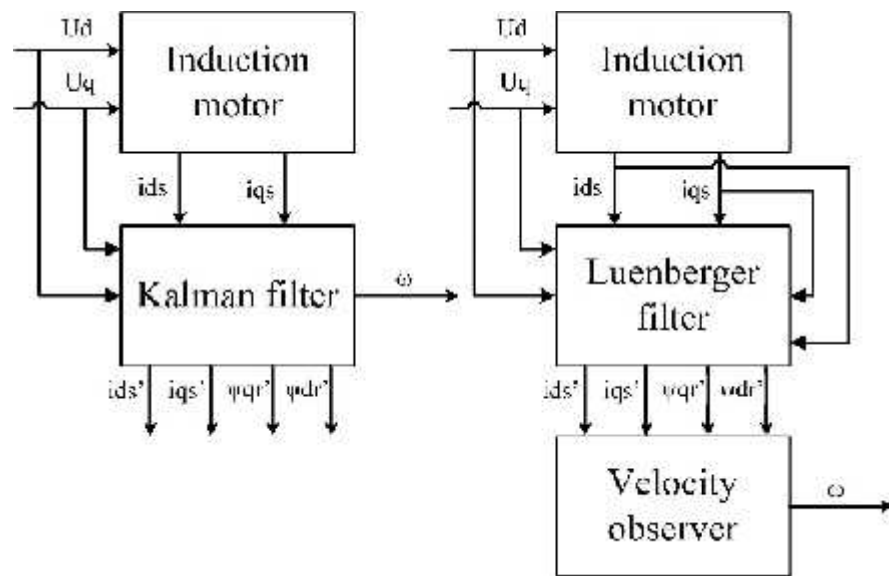 Ud
Induction
motor
Uq
ids
iqs
Kalman filter
ω
ids'
iqs'
ψqr'
ψdr'
Ud
Induction
motor
Uq
ids
iqs
Luenberger
filter
ids'
iqs'
ψqr'
ψdr'
Velocity
observer
ω